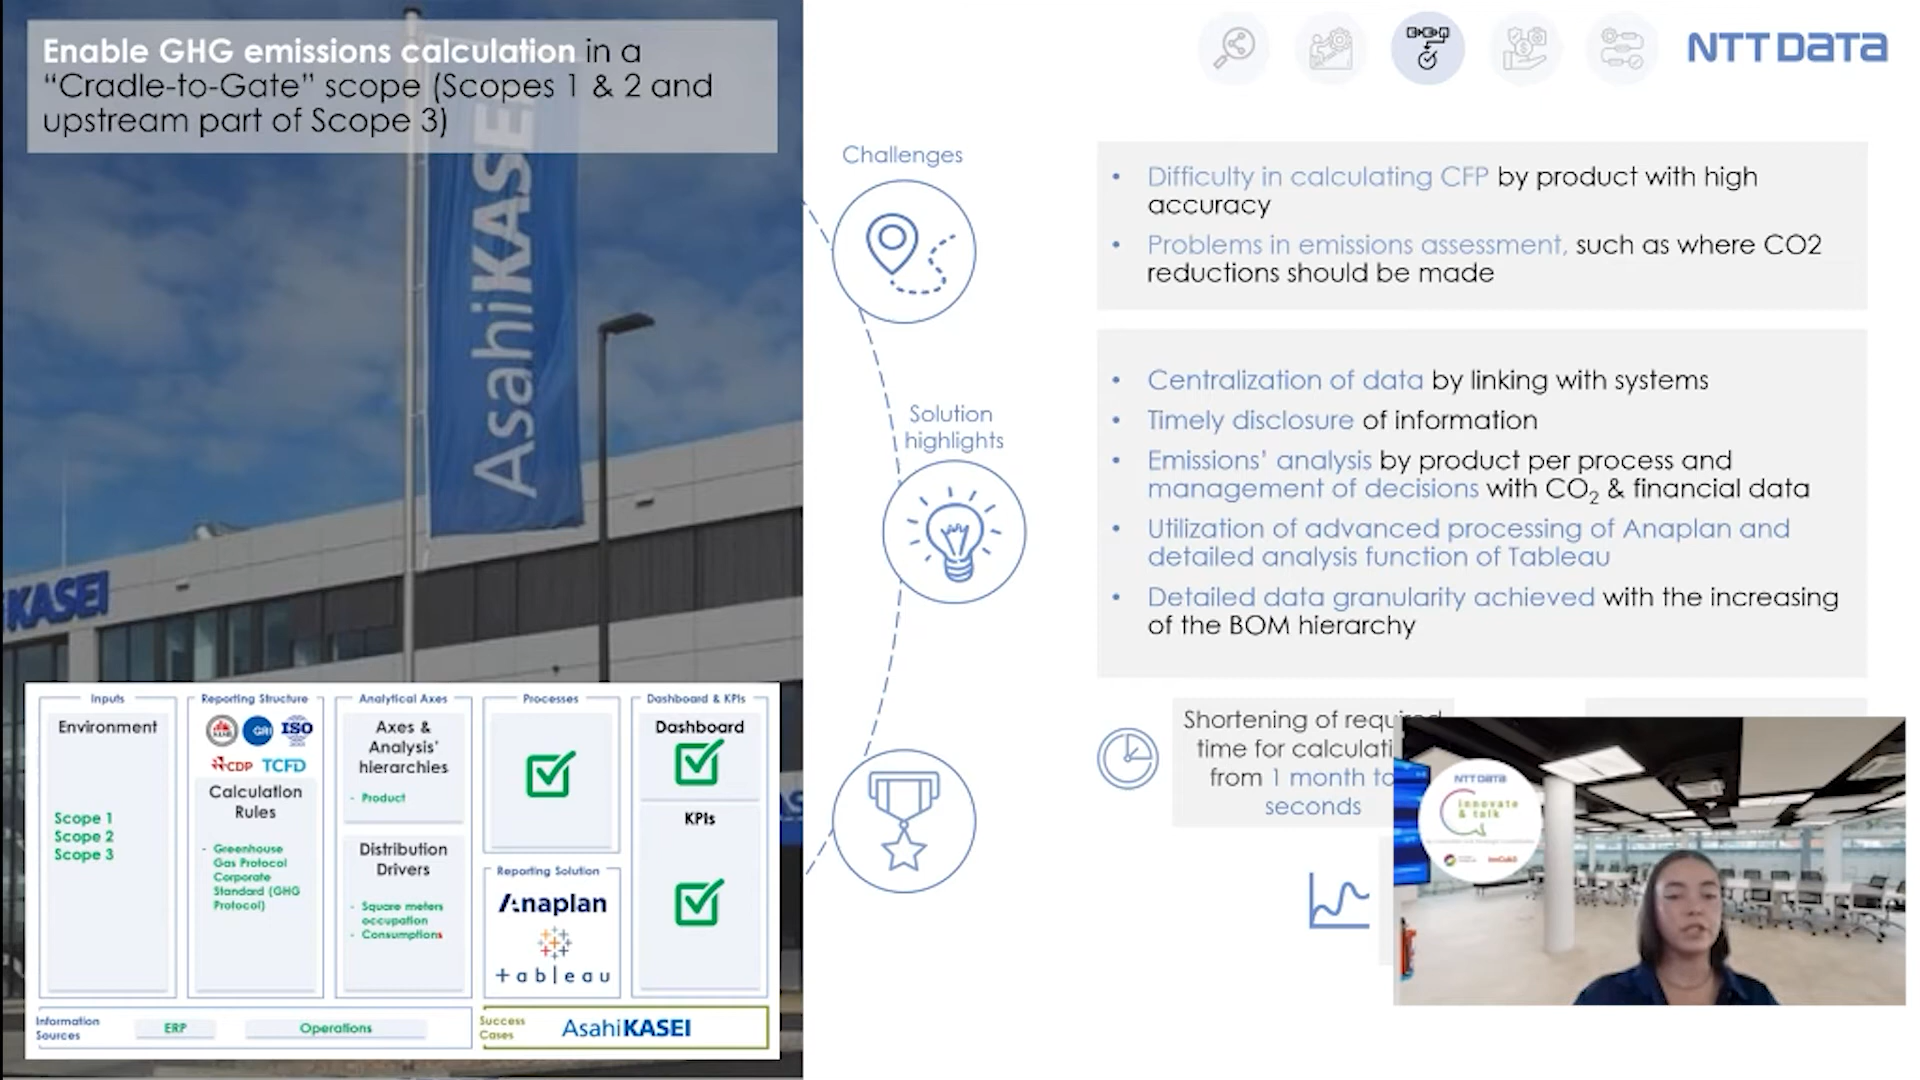 Enable GHG emissions calculation in a
“Cradle-to-Gate” scope (Scopes 1 & 2 and
upstream part of Scope 3)
AsahiKASEI
KASEI
Inputs
Environment
Scope 1
Scope 2
Scope 3
Reporting Structure
GRI
ISO
CDP
TCFD
Calculation
Rules
- Greenhouse
Gas Protocol
Corporate
Standard (GHG
Protocol)
Analytical Axes
Axes &
Analysis’
hierarchies
- Product
Distribution
Drivers
- Square meters
occupation
- Consumptions
Processes
Reporting Solution
Anaplan
+ableau
Dashboard & KPIs
Dashboard
KPIs
Information
Sources
ERP
Operations
Success
Cases
AsahiKASEI
NTT DATA
Challenges
• Difficulty in calculating CFP by product with high
accuracy
• Problems in emissions assessment, such as where CO2
reductions should be made
Solution
highlights
• Centralization of data by linking with systems
• Timely disclosure of information
• Emissions’ analysis by product per process and
management of decisions with CO₂ & financial data
• Utilization of advanced processing of Anaplan and
detailed analysis function of Tableau
• Detailed data granularity achieved with the increasing
of the BOM hierarchy
Shortening of required
time for calculati
from 1 month to
seconds
NTT DATA
innovate
& talk